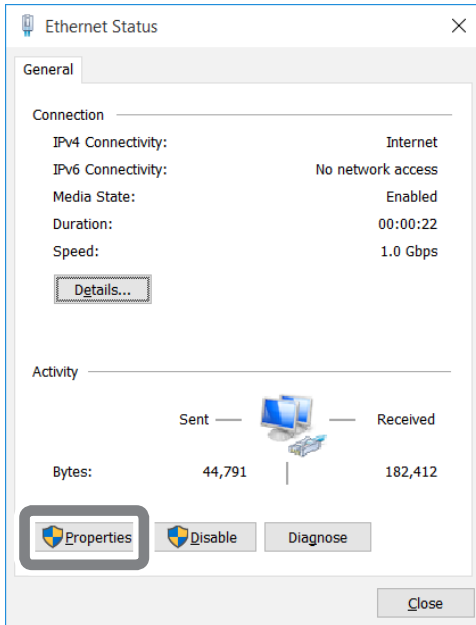 Ethernet Status
General
Connection
IPv4 Connectivity: Internet
IPv6 Connectivity: No network access
Media State: Enabled
Duration: 00:00:22
Speed: 1.0 Gbps
Details...
Activity
Sent Received
Bytes: 44,791 182,412
Properties Disable Diagnose
Close